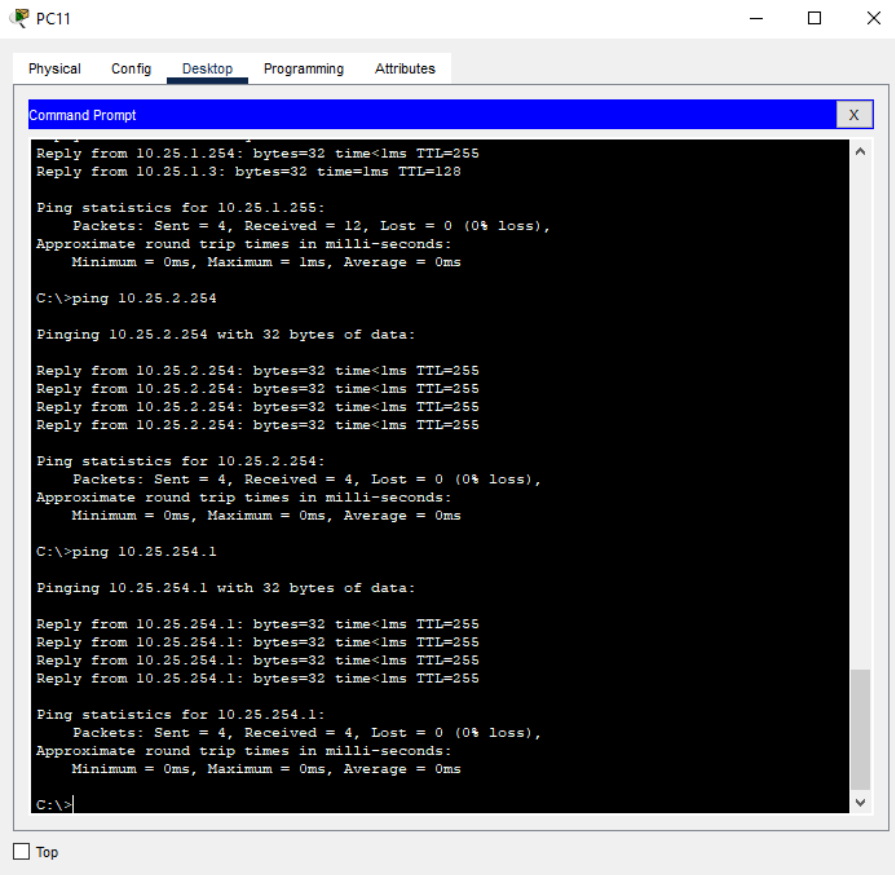 PC11
Physical Config Desktop Programming Attributes
Command Prompt X
Reply from 10.25.1.254: bytes=32 time<1ms TTL=255
Reply from 10.25.1.3: bytes=32 time=1ms TTL=128
Ping statistics for 10.25.1.255:
Packets: Sent = 4, Received = 12, Lost = 0 (0% loss),
Approximate round trip times in milli-seconds:
Minimum = 0ms, Maximum = 1ms, Average = 0ms
C:\>ping 10.25.2.254
Pinging 10.25.2.254 with 32 bytes of data:
Reply from 10.25.2.254: bytes=32 time<1ms TTL=255
Reply from 10.25.2.254: bytes=32 time<1ms TTL=255
Reply from 10.25.2.254: bytes=32 time<1ms TTL=255
Reply from 10.25.2.254: bytes=32 time<1ms TTL=255
Ping statistics for 10.25.2.254:
Packets: Sent = 4, Received = 4, Lost = 0 (0% loss),
Approximate round trip times in milli-seconds:
Minimum = 0ms, Maximum = 0ms, Average = 0ms
C:\>ping 10.25.254.1
Pinging 10.25.254.1 with 32 bytes of data:
Reply from 10.25.254.1: bytes=32 time<1ms TTL=255
Reply from 10.25.254.1: bytes=32 time<1ms TTL=255
Reply from 10.25.254.1: bytes=32 time<1ms TTL=255
Reply from 10.25.254.1: bytes=32 time<1ms TTL=255
Ping statistics for 10.25.254.1:
Packets: Sent = 4, Received = 4, Lost = 0 (0% loss),
Approximate round trip times in milli-seconds:
Minimum = 0ms, Maximum = 0ms, Average = 0ms
C:\>
Top